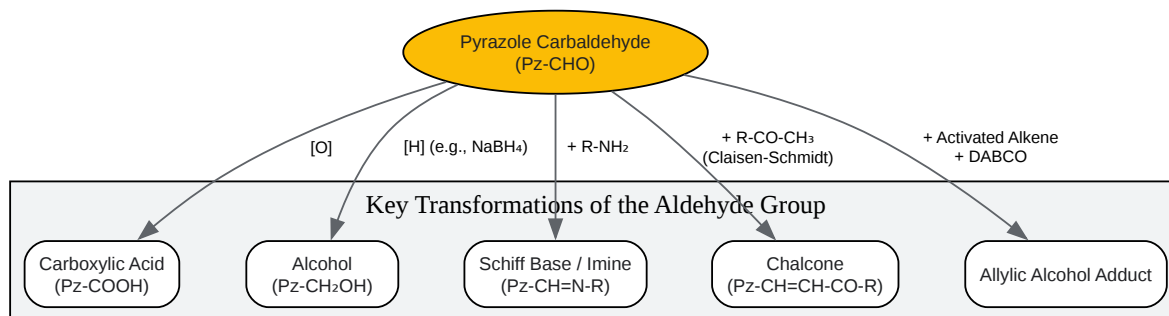 Pyrazole Carbaldehyde
(Pz-CHO)
[O]
[H] (e.g., NaBH₄)
+ R-NH₂
+ R-CO-CH₃
(Claisen-Schmidt)
+ Activated Alkene
+ DABCO
Key Transformations of the Aldehyde Group
Carboxylic Acid
(Pz-COOH)
Alcohol
(Pz-CH₂OH)
Schiff Base / Imine
(Pz-CH=N-R)
Chalcone
(Pz-CH=CH-CO-R)
Allylic Alcohol Adduct